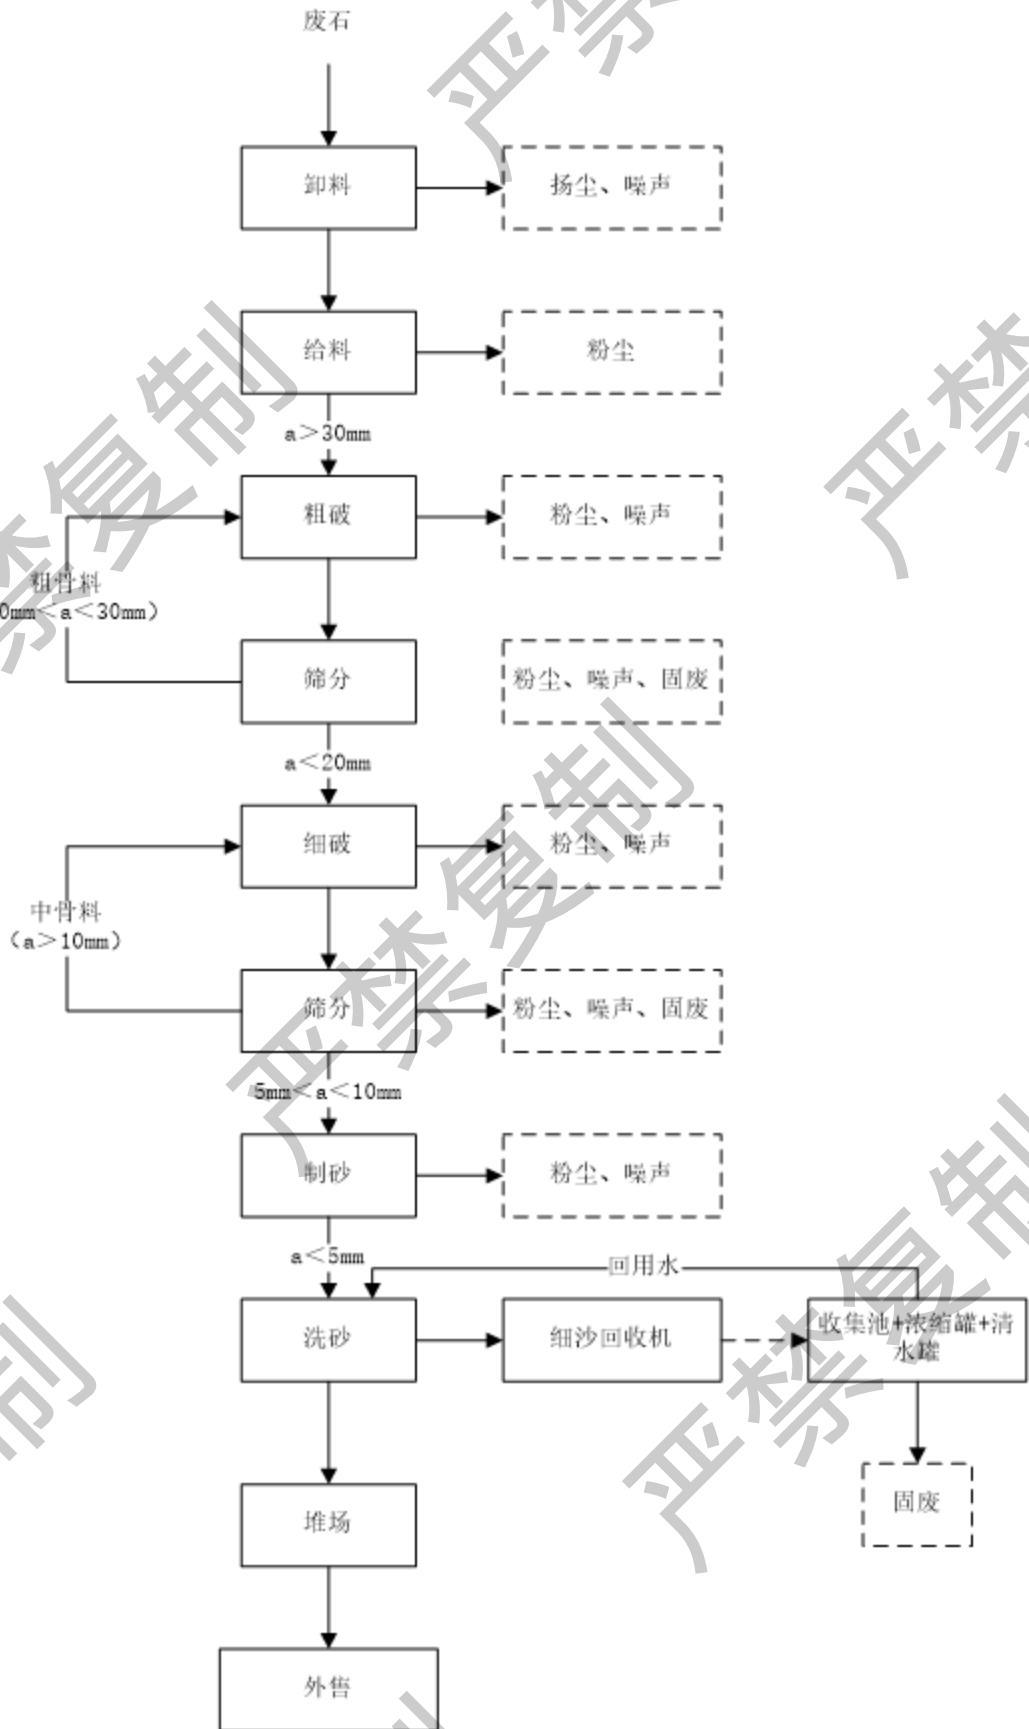 废石
卸料
扬尘、噪声
给料
粉尘
a＞30mm
粗破
粉尘、噪声
粗骨料
0mm＜a＜30mm）
筛分
粉尘、噪声、固废
a＜20mm
细破
粉尘、噪声
中骨料
（a＞10mm）
筛分
粉尘、噪声、固废
5mm＜a＜10mm
制砂
粉尘、噪声
a＜5mm
回用水
洗砂
细沙回收机
收集池+浓缩罐+清
水罐
堆场
固废
外售
严禁
严禁
禁复制
严禁复制
严禁复制
制
制